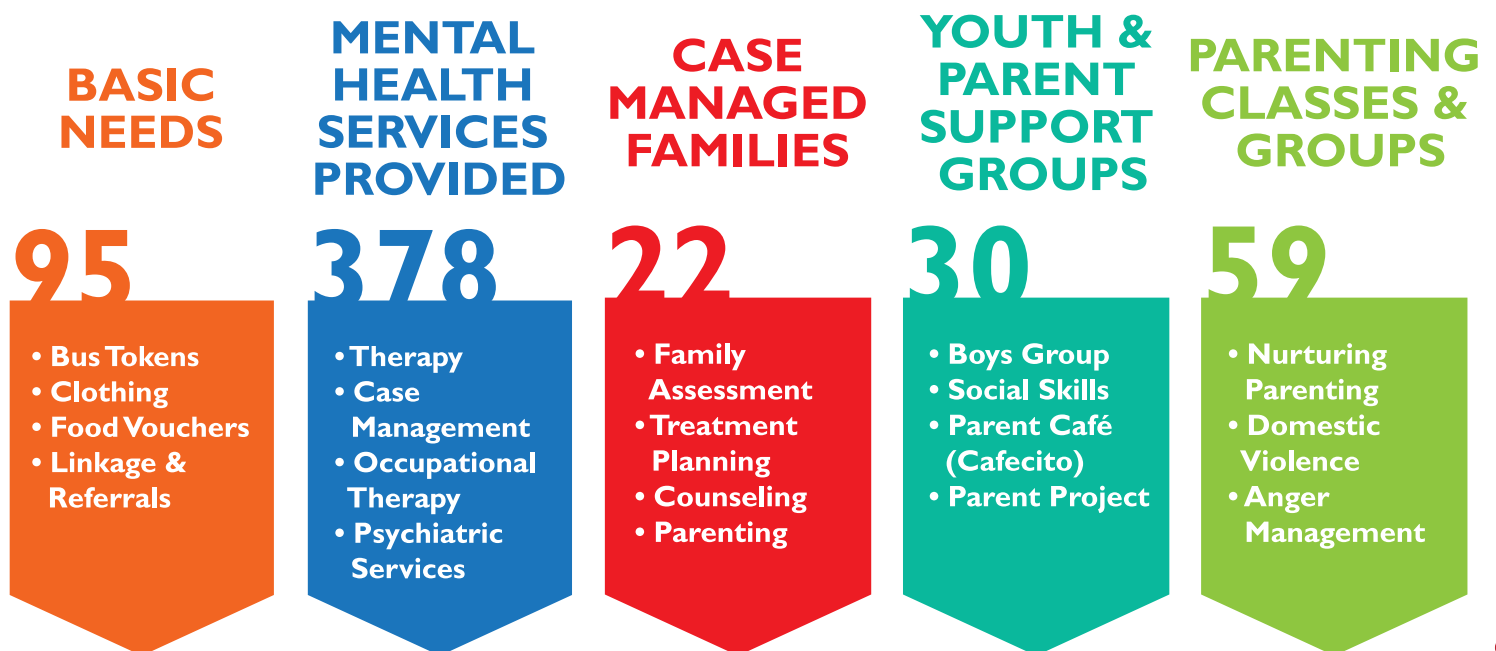 BASIC
NEEDS
95
• Bus Tokens
• Clothing
• Food Vouchers
• Linkage &
Referrals
MENTAL
HEALTH
SERVICES
PROVIDED
378
• Therapy
• Case
Management
• Occupational
Therapy
• Psychiatric
Services
CASE
MANAGED
FAMILIES
22
• Family
Assessment
• Treatment
Planning
• Counseling
• Parenting
YOUTH &
PARENT
SUPPORT
GROUPS
30
• Boys Group
• Social Skills
• Parent Café
(Cafecito)
• Parent Project
PARENTING
CLASSES &
GROUPS
59
• Nurturing
Parenting
• Domestic
Violence
• Anger
Management